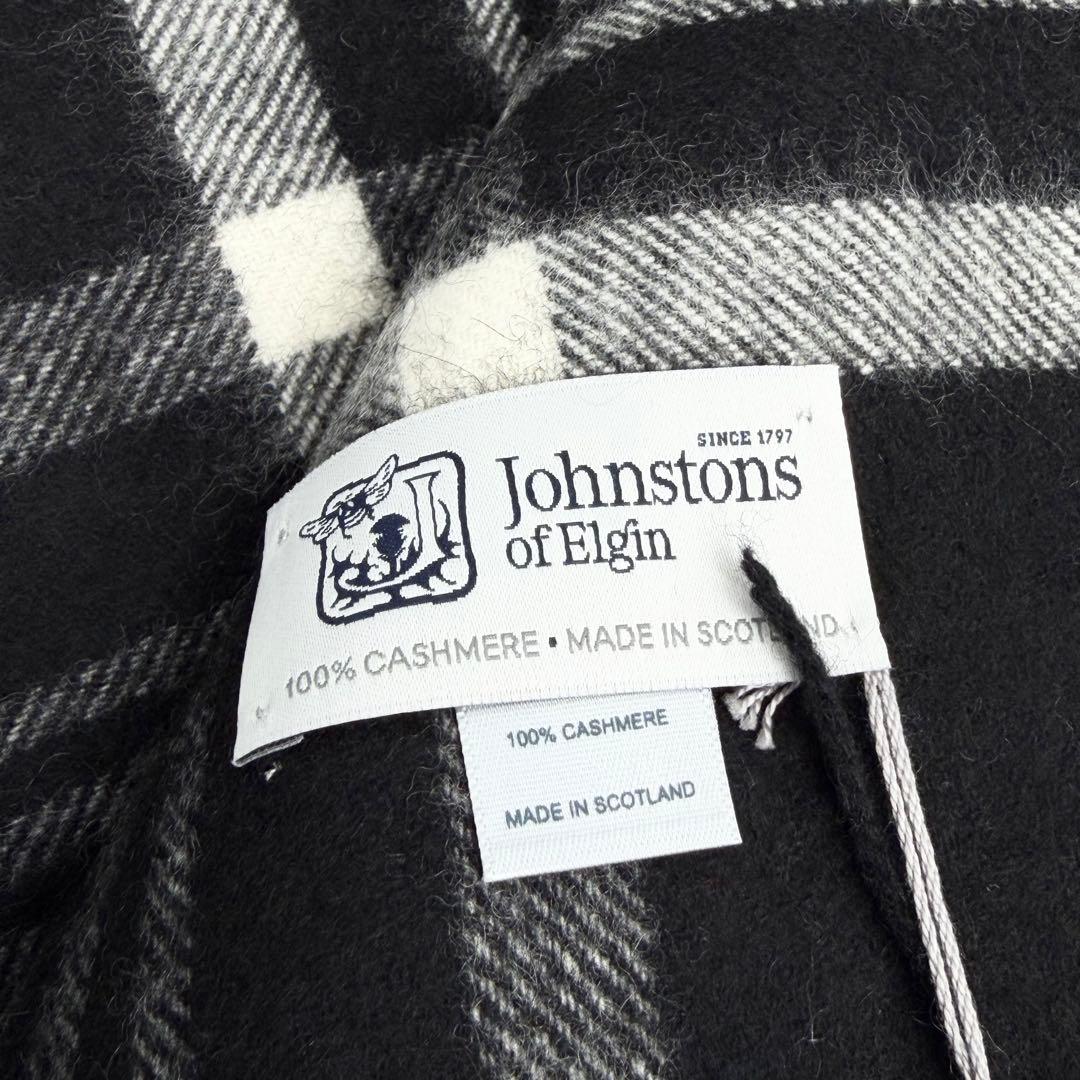 SINCE 1797
Johnstons
of Elgin
100% CASHMERE • MADE IN SCOTLAND
100% CASHMERE
MADE IN SCOTLAND